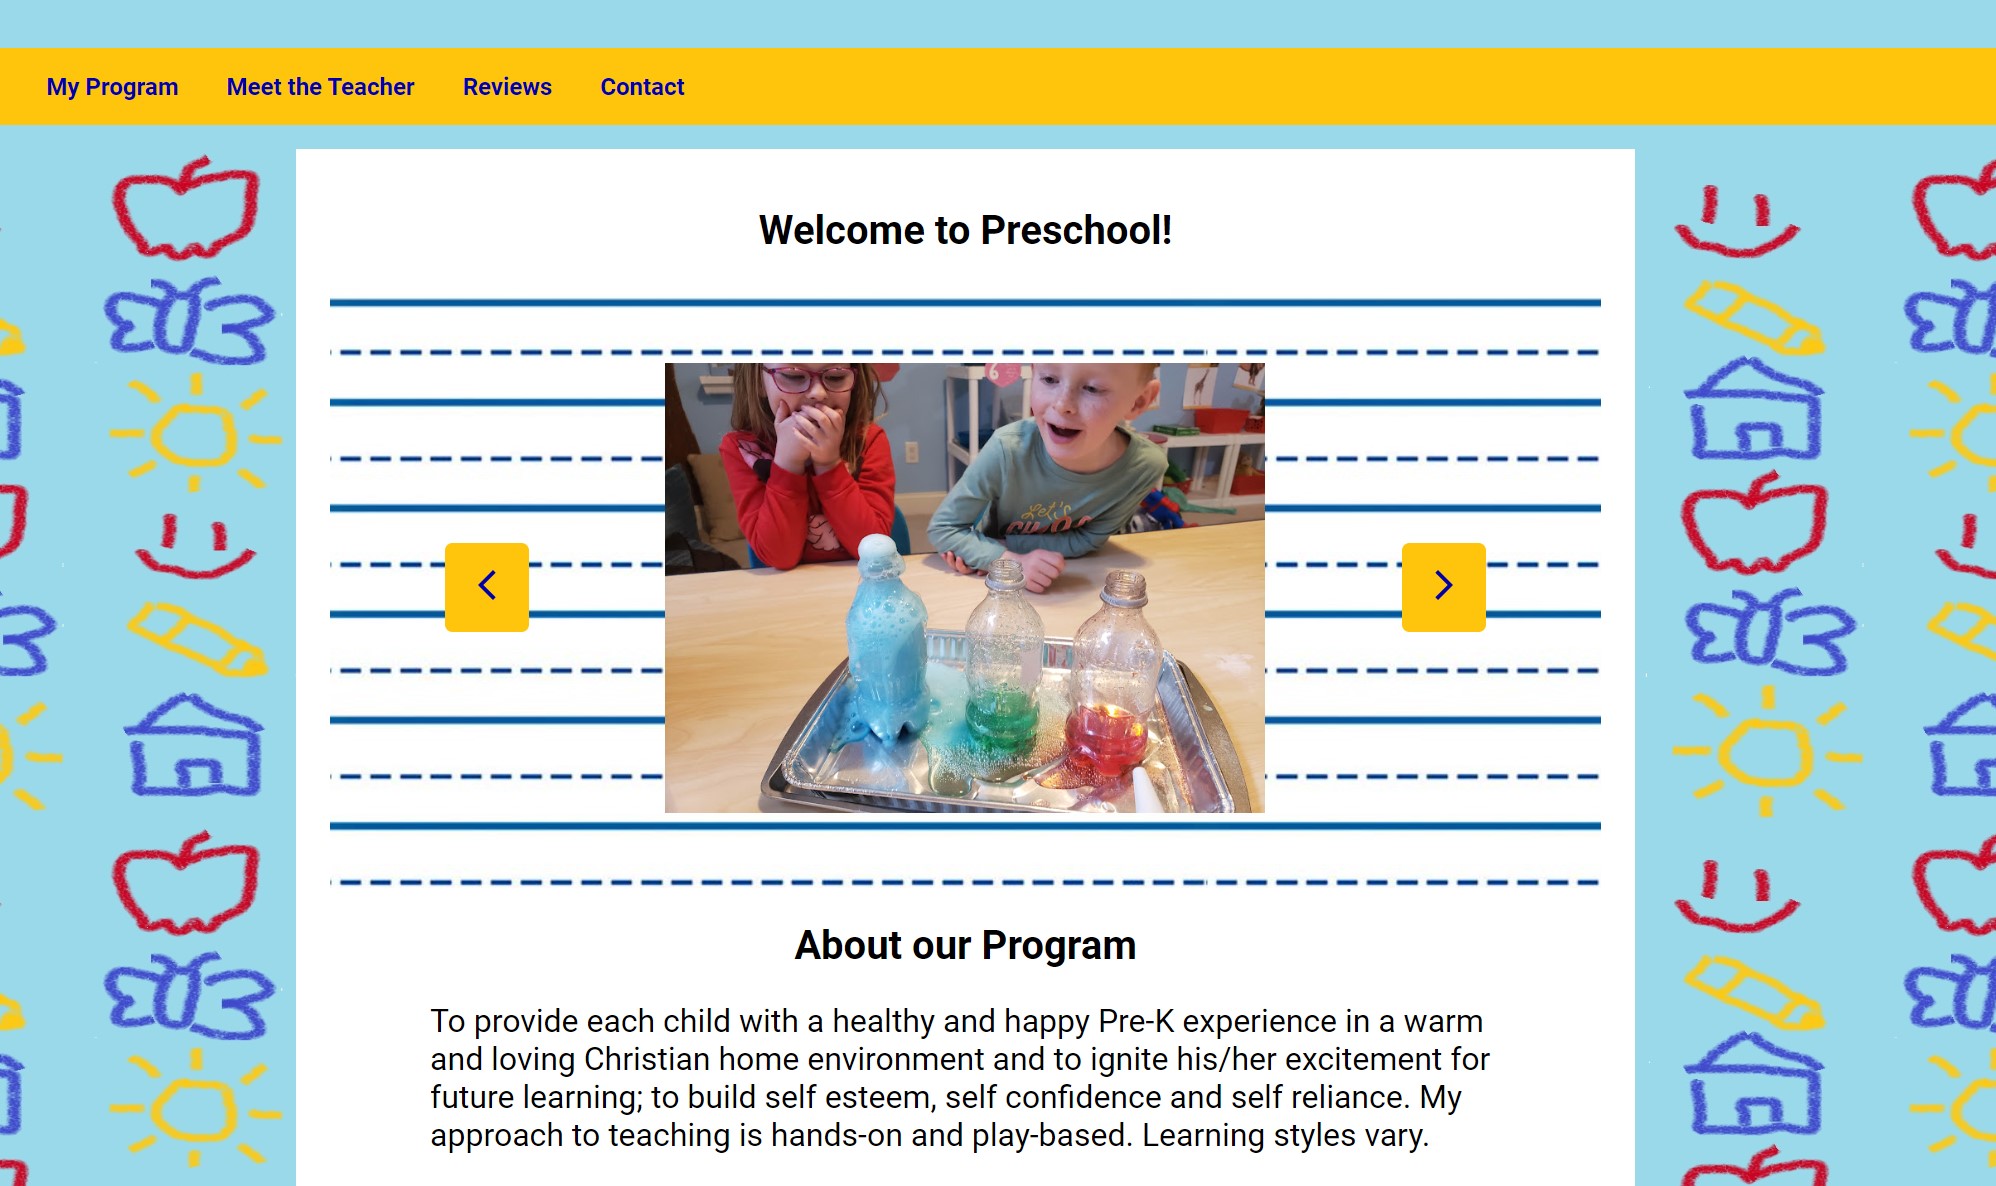 My Program Meet the Teacher Reviews Contact
Welcome to Preschool!
6
Let's
About our Program
To provide each child with a healthy and happy Pre-K experience in a warm
and loving Christian home environment and to ignite his/her excitement for
future learning; to build self esteem, self confidence and self reliance. My
approach to teaching is hands-on and play-based. Learning styles vary.